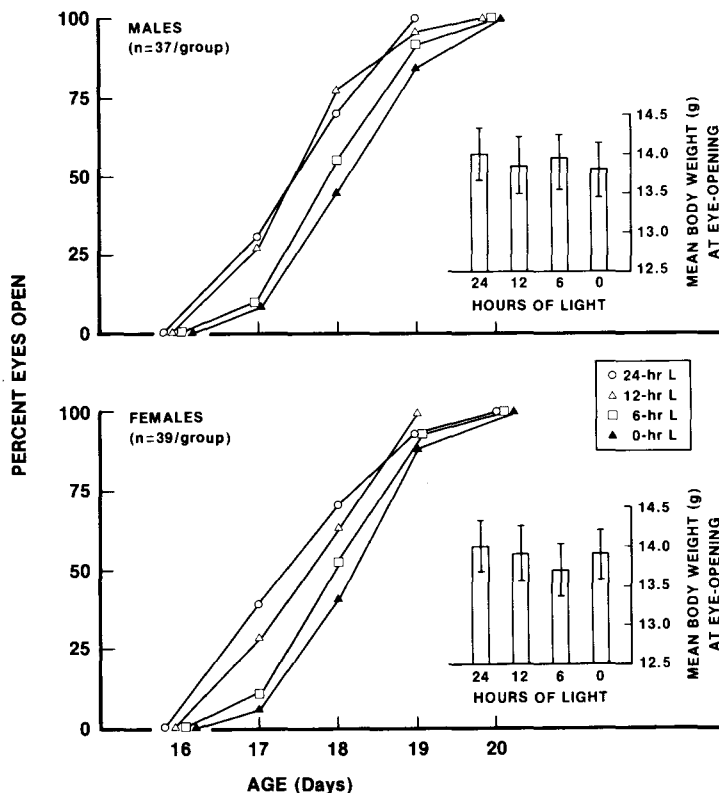 MALES
(n=37/group)
100
75
50
25
0
14.5
14.0
13.5
13.0
12.5
MEAN BODY WEIGHT (g)
AT EYE-OPENING
24 12 6 0
HOURS OF LIGHT
PERCENT EYES OPEN
24-hr L
12-hr L
6-hr L
0-hr L
FEMALES
(n=39/group)
100
75
50
25
0
14.5
14.0
13.5
13.0
12.5
MEAN BODY WEIGHT (g)
AT EYE-OPENING
24 12 6 0
HOURS OF LIGHT
16 17 18 19 20
AGE (Days)